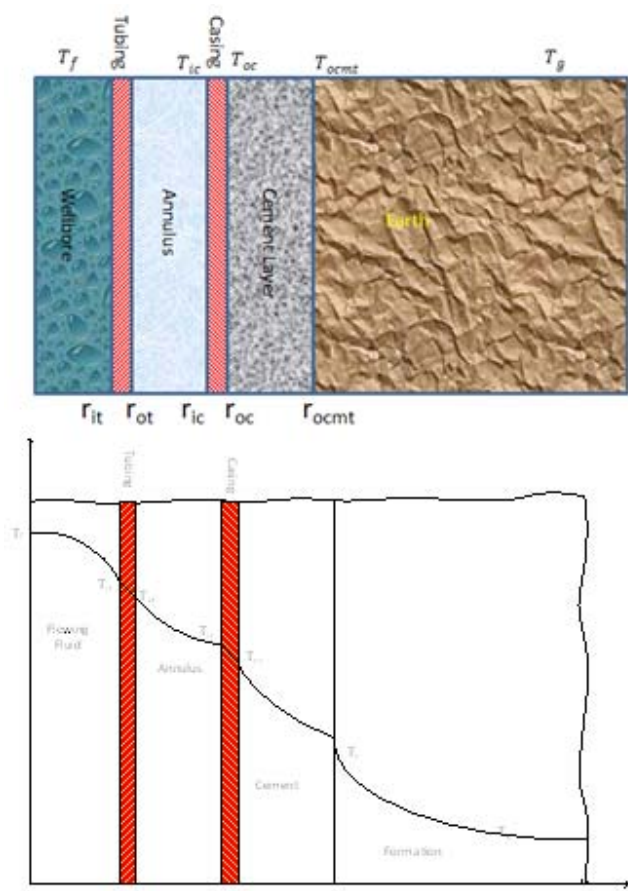 T_f Tubing T_ic Casing T_oc T_ocmt T_g
Wellbore
Annulus
Cement Layer
Earth
r_it r_ot r_ic r_oc r_ocmt
Tubing
Casing
Flowing
Fluid
Annulus
Cement
Formation